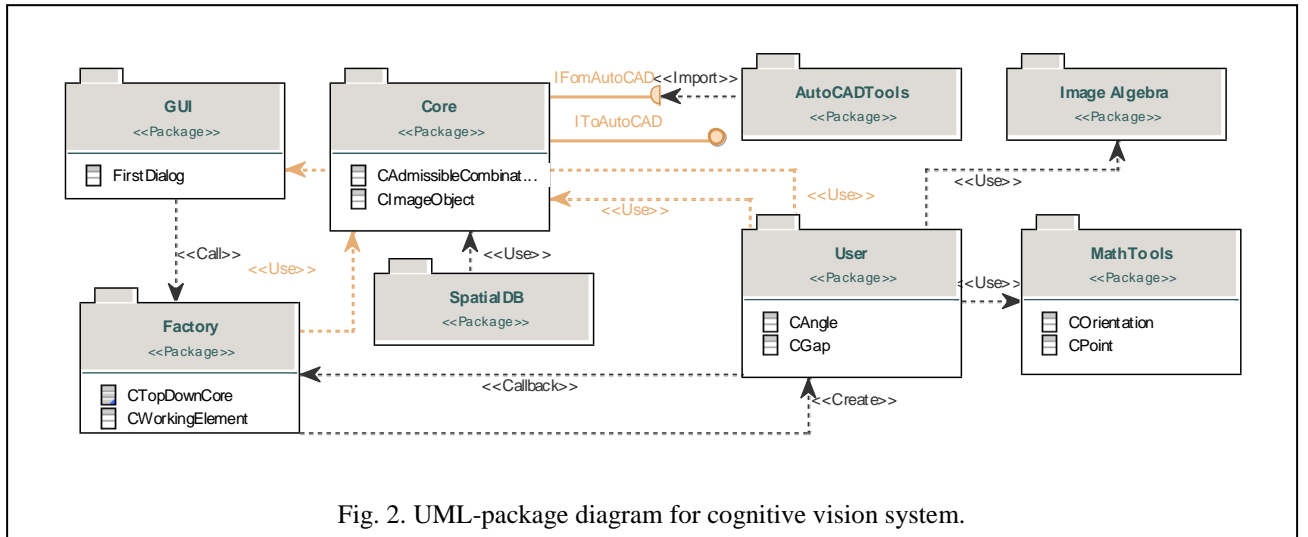 IFomAutoCAD
<<Import>>
GUI
<<Package>>
FirstDialog
Core
<<Package>>
CAdmissibleCombinat...
CImageObject
IToAutoCAD
AutoCADTools
<<Package>>
Image Algebra
<<Package>>
<<Use>>
<<Use>>
<<Use>>
<<Call>>
<<Use>>
<<Use>>
SpatialDB
<<Package>>
User
<<Package>>
CAngle
CGap
<<Use>>
MathTools
<<Package>>
COrientation
CPoint
Factory
<<Package>>
CTopDownCore
CWorkingElement
<<Callback>>
<<Create>>
Fig. 2. UML-package diagram for cognitive vision system.